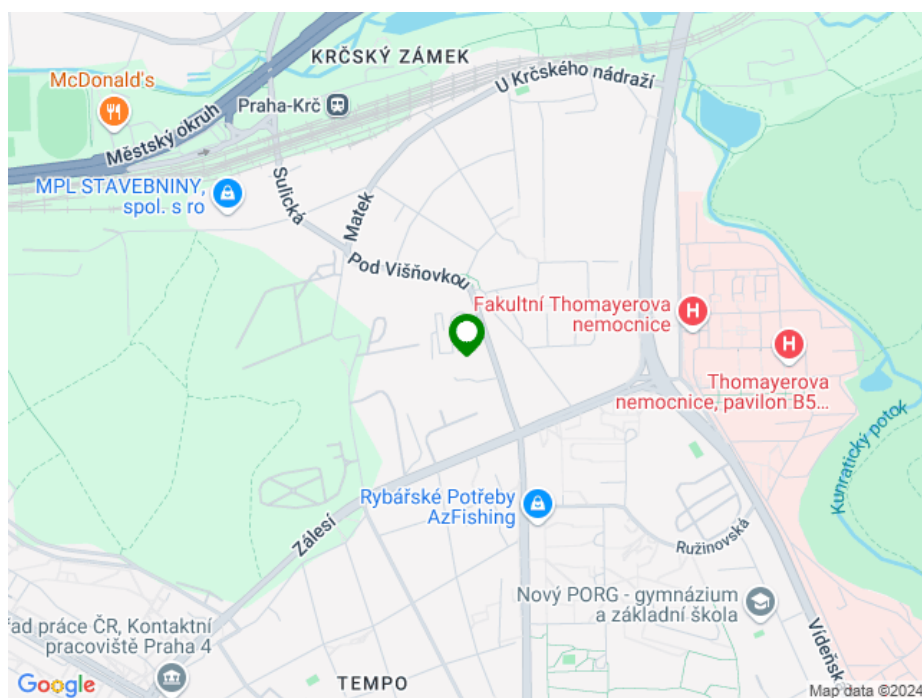 KRČSKÝ ZÁMEK
McDonald's
Praha-Krč
U Krčského nádraží
Městský okruh
MPL STAVEBNINY,
spol. s ro
Sulická
Matek
Pod Višňovkou
Fakultní Thomayerova
nemocnice
H
H
Thomayerova
nemocnice, pavilon B5...
Kunratický potok
Rybářské Potřeby
AzFishing
Zálesí
Ružinovská
Nový PORG - gymnázium
a základní škola
řad práce ČR, Kontaktní
pracoviště Praha 4
Vídeňsk
TEMPO
Google
Map data ©2024